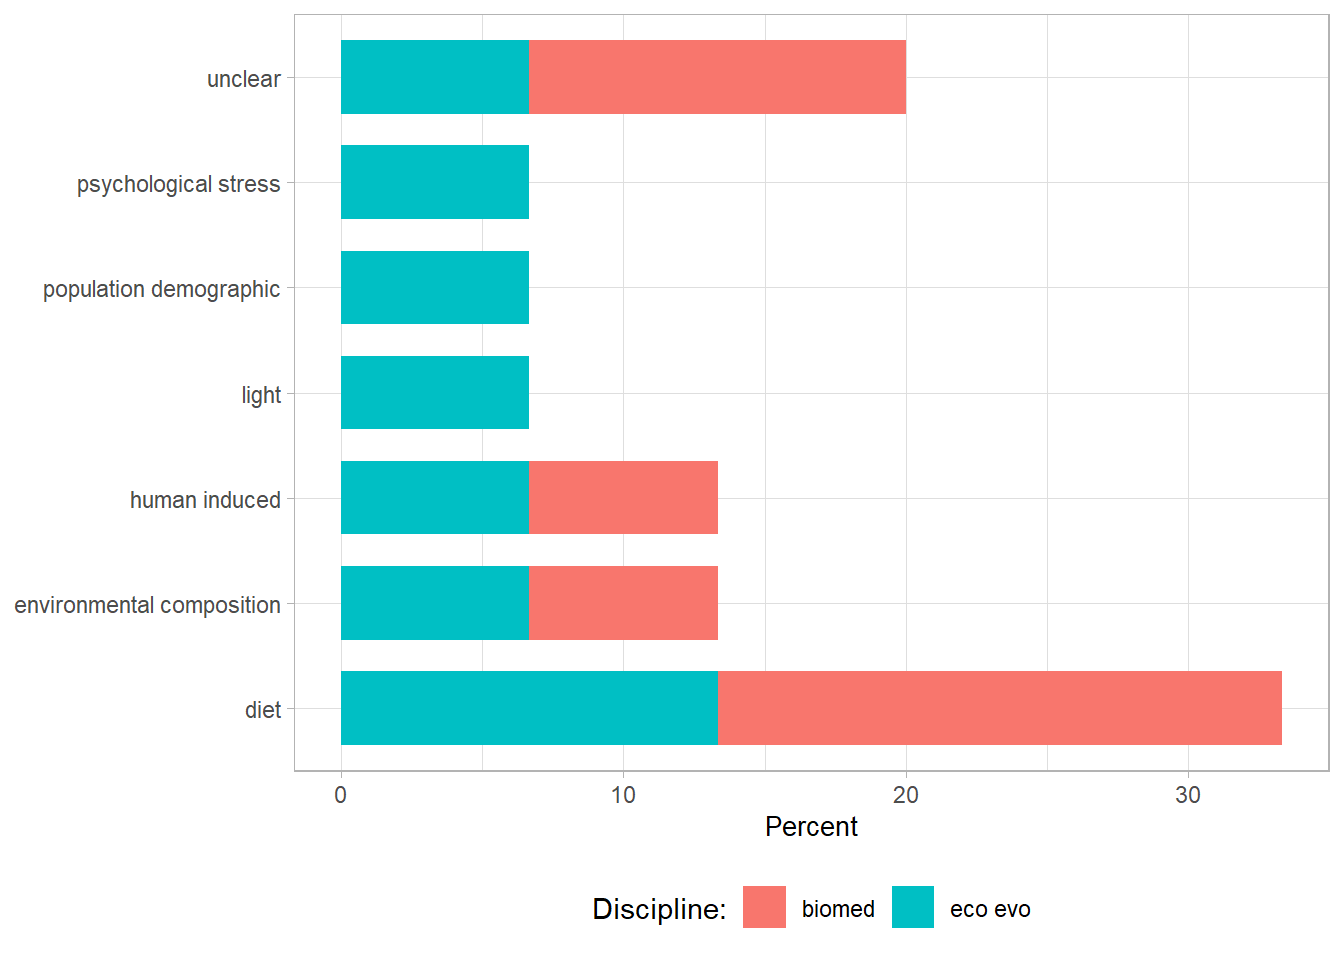 unclear
psychological stress
population demographic
light
human induced
environmental composition
diet
0 10 20 30
Percent
Discipline: biomed eco evo